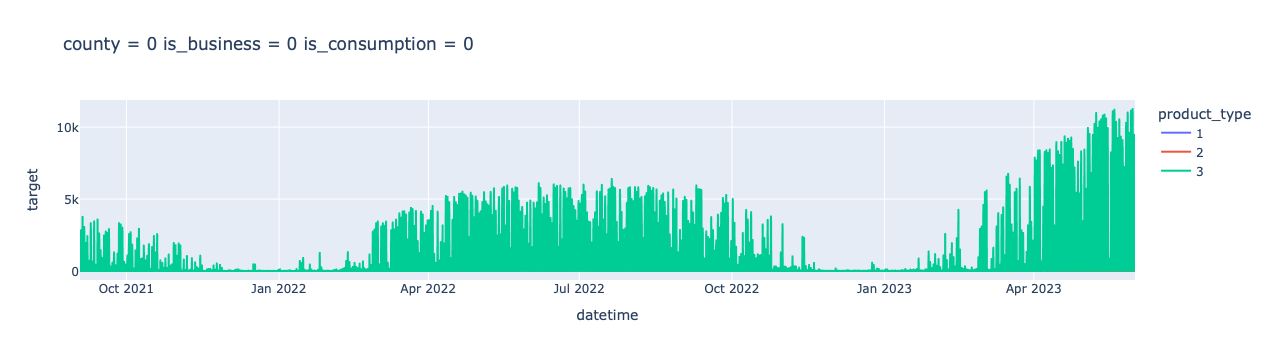 county = 0 is_business = 0 is_consumption = 0
target
10k
5k
0
Oct 2021
Jan 2022
Apr 2022
Jul 2022
Oct 2022
Jan 2023
Apr 2023
datetime
product_type
1
2
3